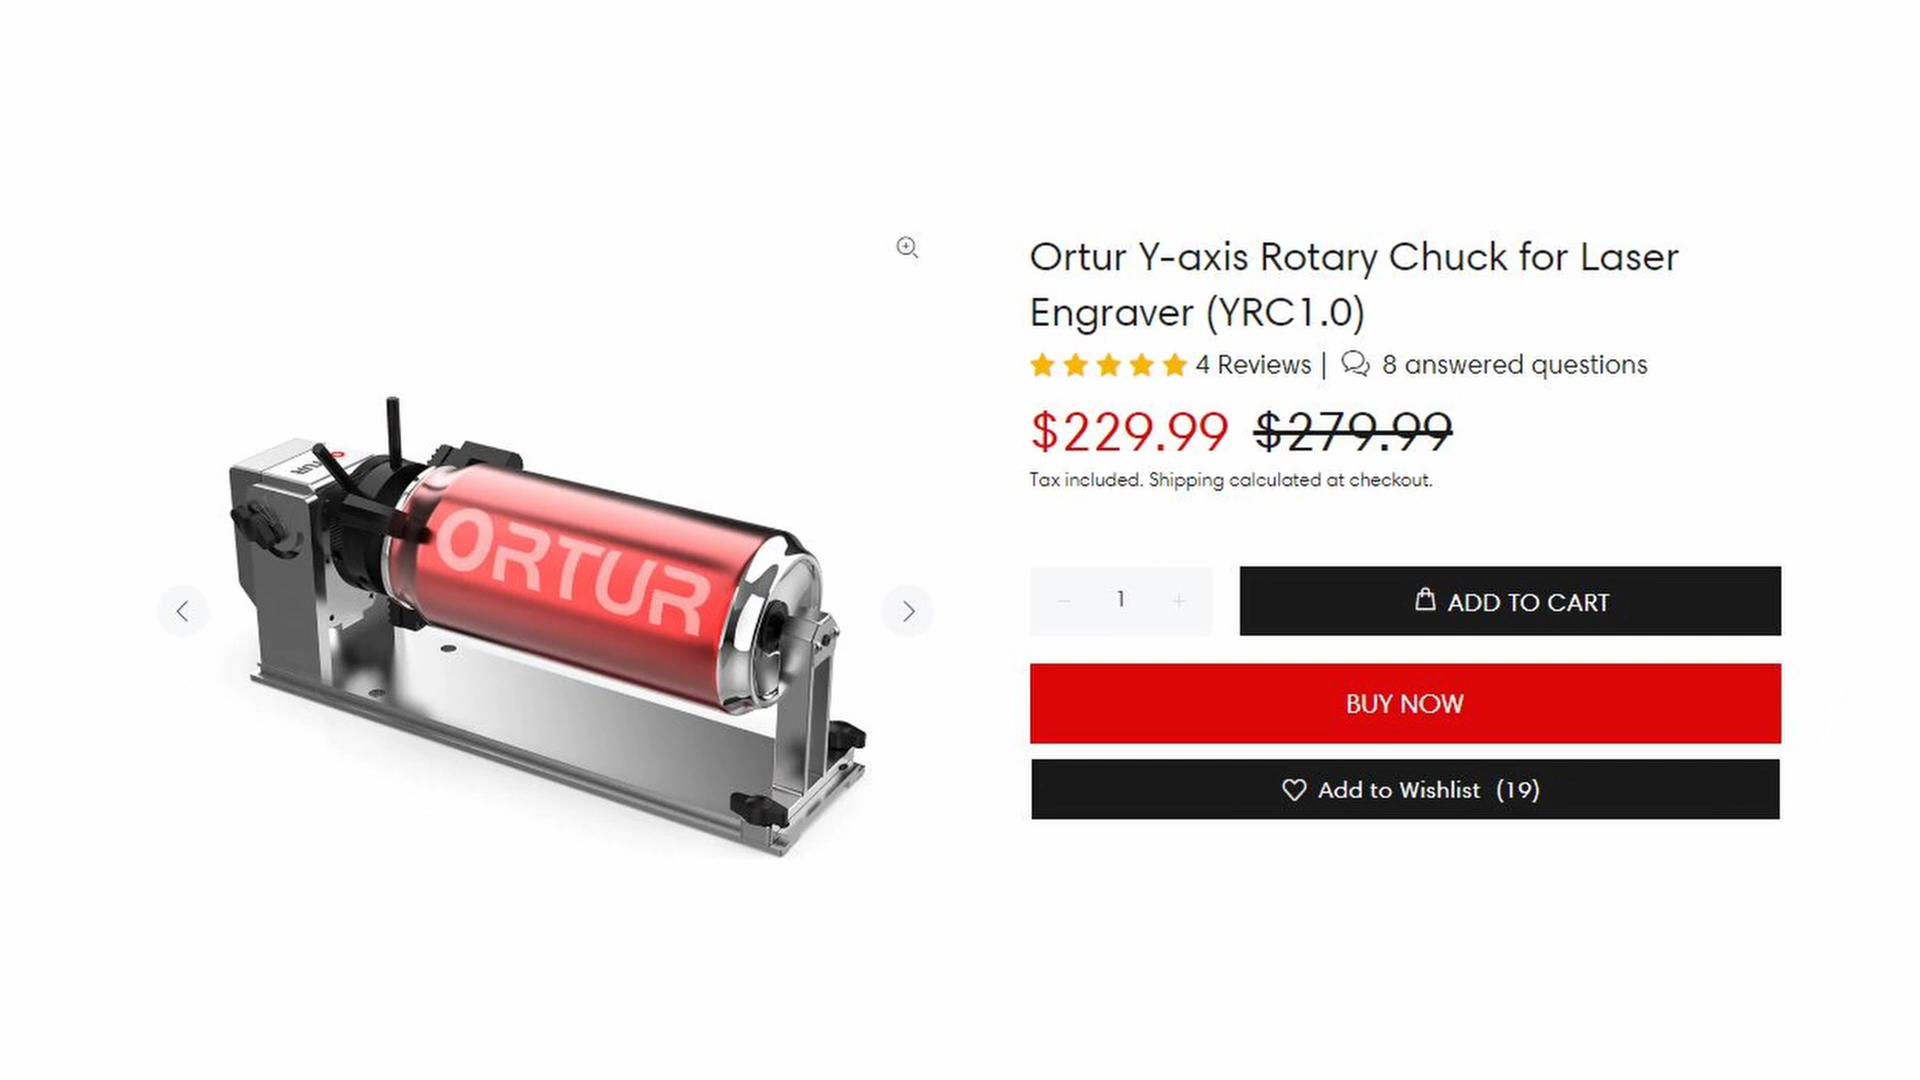 Ortur Y-axis Rotary Chuck for Laser
Engraver (YRC1.0)
4 Reviews | 8 answered questions
$229.99 $279.99
Tax included. Shipping calculated at checkout.
- 1 +
ADD TO CART
BUY NOW
Add to Wishlist (19)
ORTUR
ORTUR